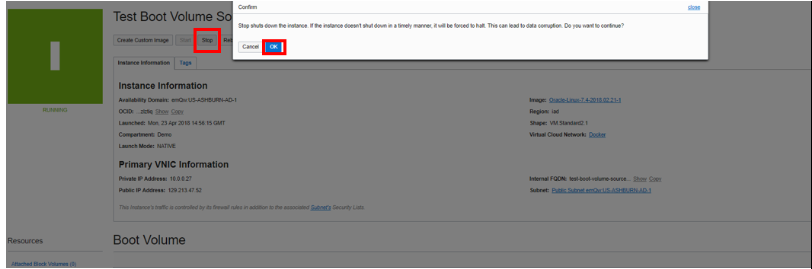 Test Boot Volume So
Confirm
close
Stop shuts down the instance. If the instance doesn't shut down in a timely manner, it will be forced to halt. This can lead to data corruption. Do you want to continue?
Create Custom Image Start Stop Reb
Cancel OK
Instance Information Tags
Instance Information
Availability Domain: emQw:US-ASHBURN-AD-1
Image: Oracle-Linux-7.4-2018.02.21-1
RUNNING
OCID: Show Copy
Region: iad
Launched: Mon, 23 Apr 2018 14:56:15 GMT
Shape: VM.Standard2.1
Compartment: Demo
Virtual Cloud Network: Docket
Launch Mode: NATIVE
Primary VNIC Information
Private IP Address: 10.0.0.27
Internal FQDN: test-boot-volume-source... Show Copy
Public IP Address: 129.213.47.52
Subnet: Public Subnet emQw:US-ASHBURN-AD-1
This Instance's traffic is controlled by its firewall rules in addition to the associated Subnet's Security Lists
Resources
Boot Volume
Attached Block Volumes (0)